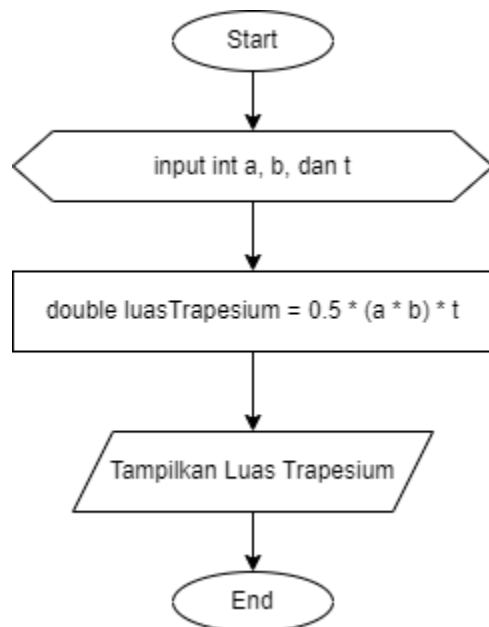 Start
input int a, b, dan t
double luasTrapesium = 0.5 * (a * b) * t
Tampilkan Luas Trapesium
End